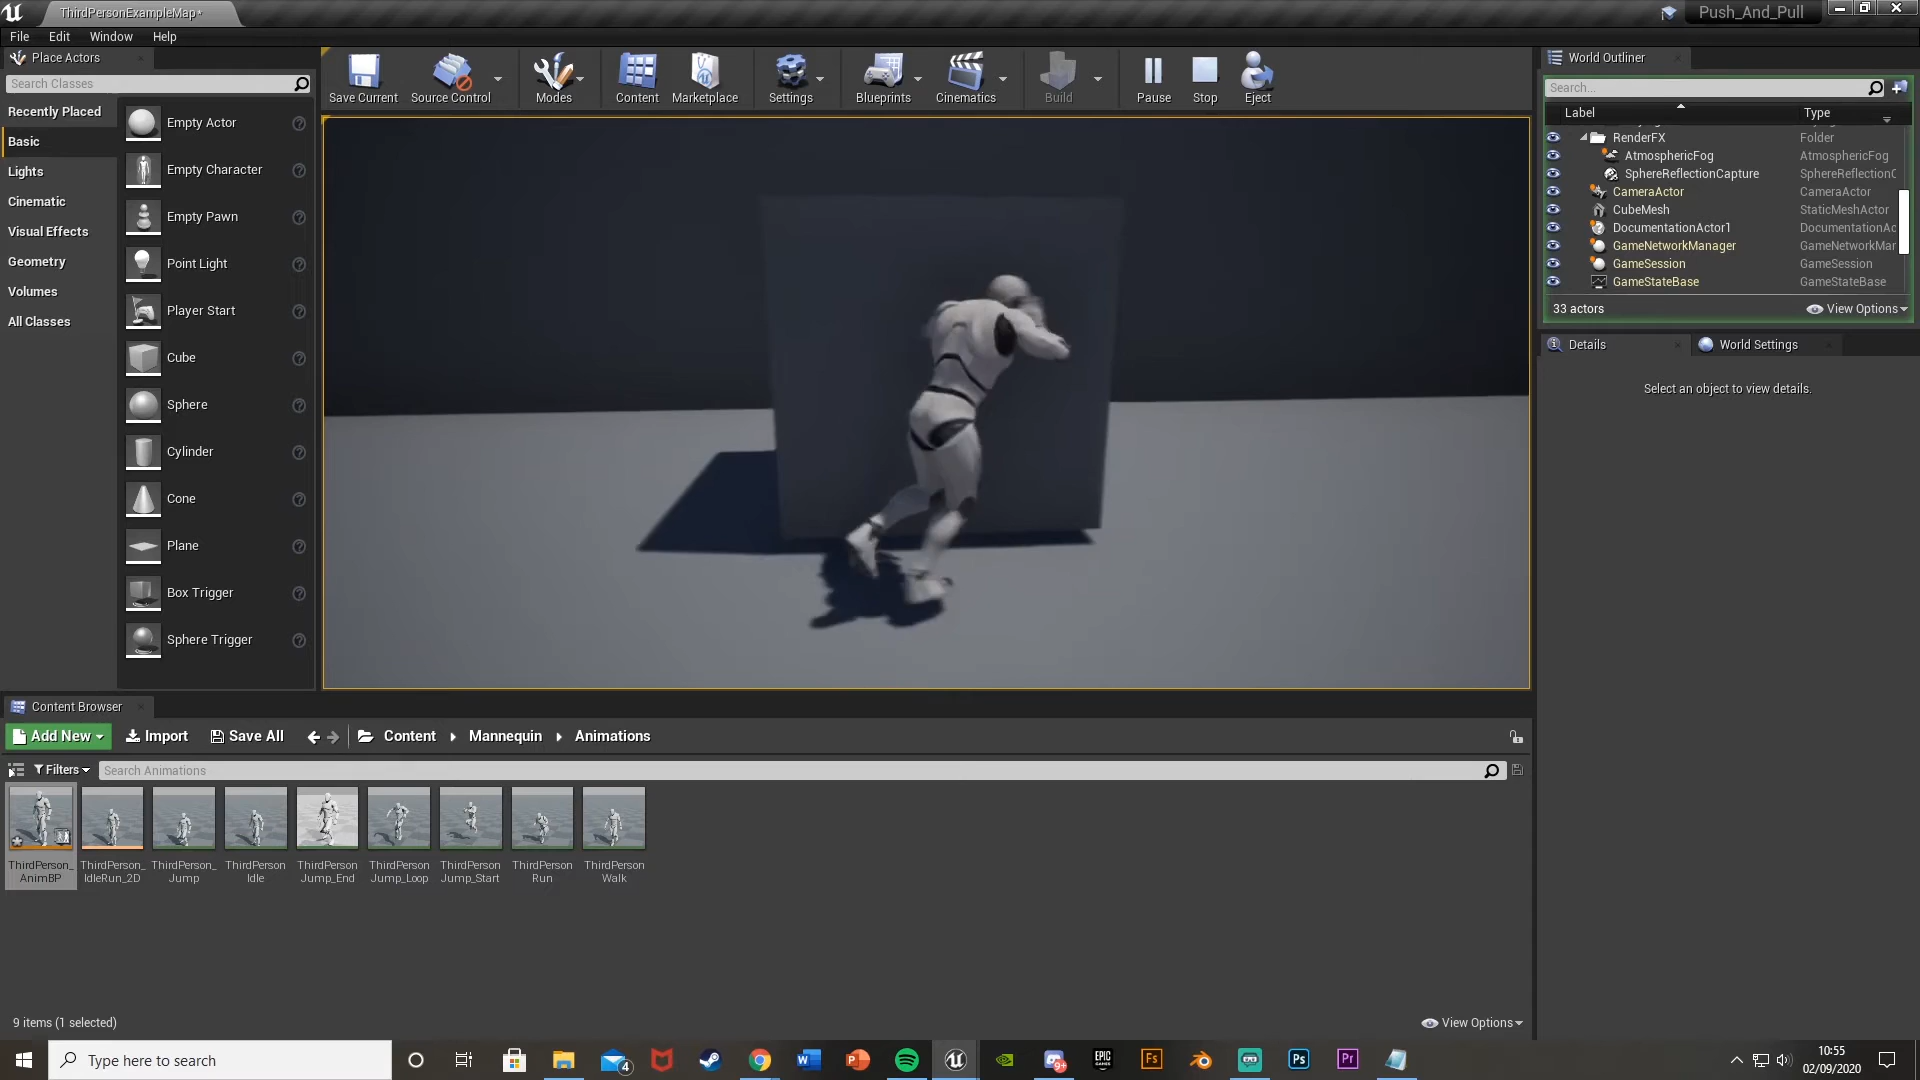 ThirdPersonExampleMap*
Push_And_Pull
File Edit Window Help
Place Actors
Search Classes
Recently Placed
Basic
Lights
Cinematic
Visual Effects
Geometry
Volumes
All Classes
Empty Actor
Empty Character
Empty Pawn
Point Light
Player Start
Cube
Sphere
Cylinder
Cone
Plane
Box Trigger
Sphere Trigger
Save Current
Source Control
Modes
Content
Marketplace
Settings
Blueprints
Cinematics
Build
Pause
Stop
Eject
World Outliner
Search...
Label Type
RenderFX Folder
AtmosphericFog AtmosphericFog
SphereReflectionCapture SphereReflectionC
CameraActor CameraActor
CubeMesh StaticMeshActor
DocumentationActor1 DocumentationAc
GameNetworkManager GameNetworkMar
GameSession GameSession
GameStateBase GameStateBase
33 actors View Options
Details World Settings
Select an object to view details.
Content Browser
Add New Import Save All Content Mannequin Animations
Filters Search Animations
ThirdPerson_
AnimBP
ThirdPerson_
IdleRun_2D
ThirdPerson_
Jump
ThirdPerson
Idle
ThirdPerson
Jump_End
ThirdPerson
Jump_Loop
ThirdPerson
Jump_Start
ThirdPerson
Run
ThirdPerson
Walk
9 items (1 selected) View Options
Type here to search
4
W
P
9+
EPIC
GAMES
Fs
Ps
Pr
10:55
02/09/2020